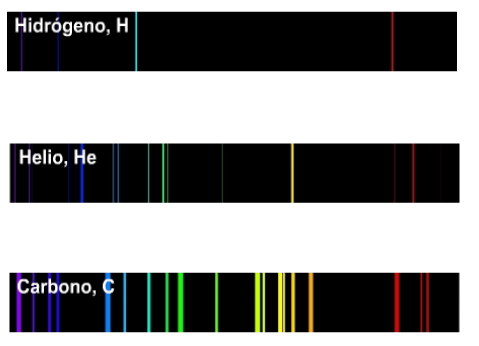 Hidrógeno, H
Helio, He
Carbono, C